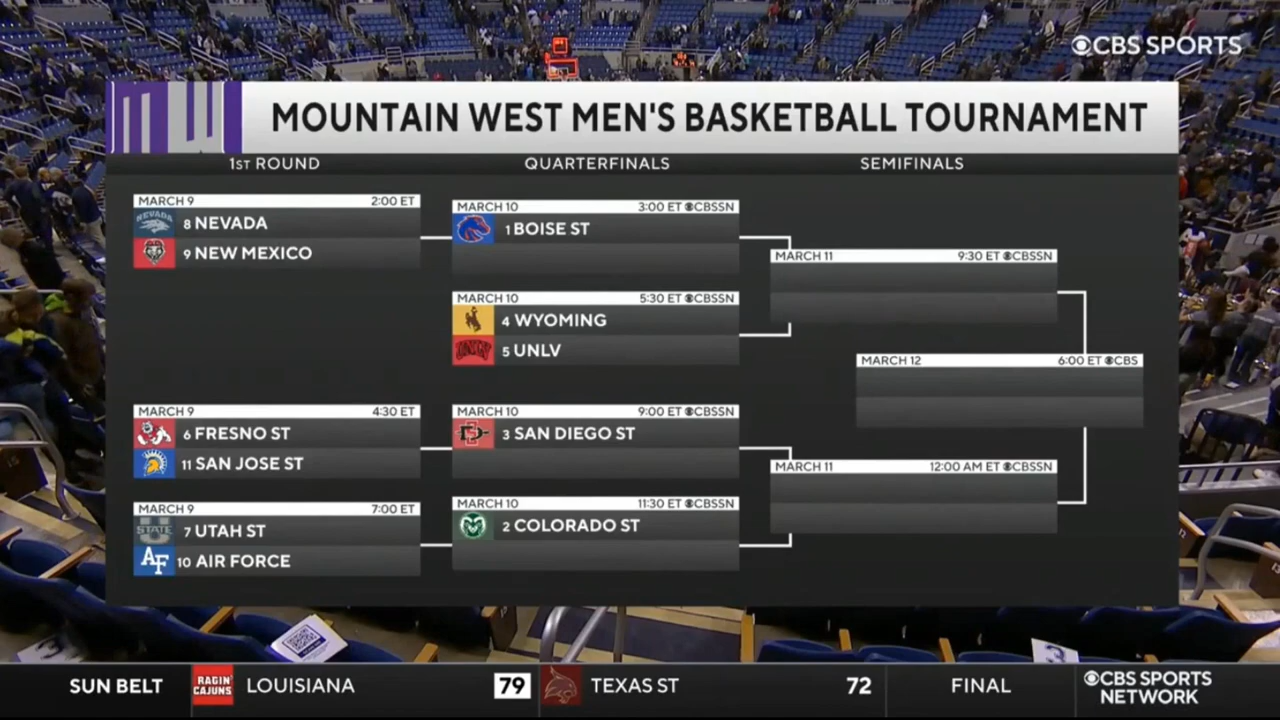 CBS SPORTS
MW
MOUNTAIN WEST MEN'S BASKETBALL TOURNAMENT
1ST ROUND
QUARTERFINALS
SEMIFINALS
MARCH 9 2:00 ET
NEVADA
8 NEVADA
9 NEW MEXICO
MARCH 9 4:30 ET
6 FRESNO ST
11 SAN JOSE ST
MARCH 9 7:00 ET
U STATE
7 UTAH ST
AF
10 AIR FORCE
MARCH 10 3:00 ET CBSSN
1 BOISE ST
MARCH 10 5:30 ET CBSSN
4 WYOMING
UNLV
5 UNLV
MARCH 10 9:00 ET CBSSN
SD
3 SAN DIEGO ST
MARCH 10 11:30 ET CBSSN
2 COLORADO ST
MARCH 11 9:30 ET CBSSN
MARCH 11 12:00 AM ET CBSSN
MARCH 12 6:00 ET CBS
SUN BELT
RAGIN' CAJUNS
LOUISIANA 79
TEXAS ST 72
FINAL
CBS SPORTS
NETWORK